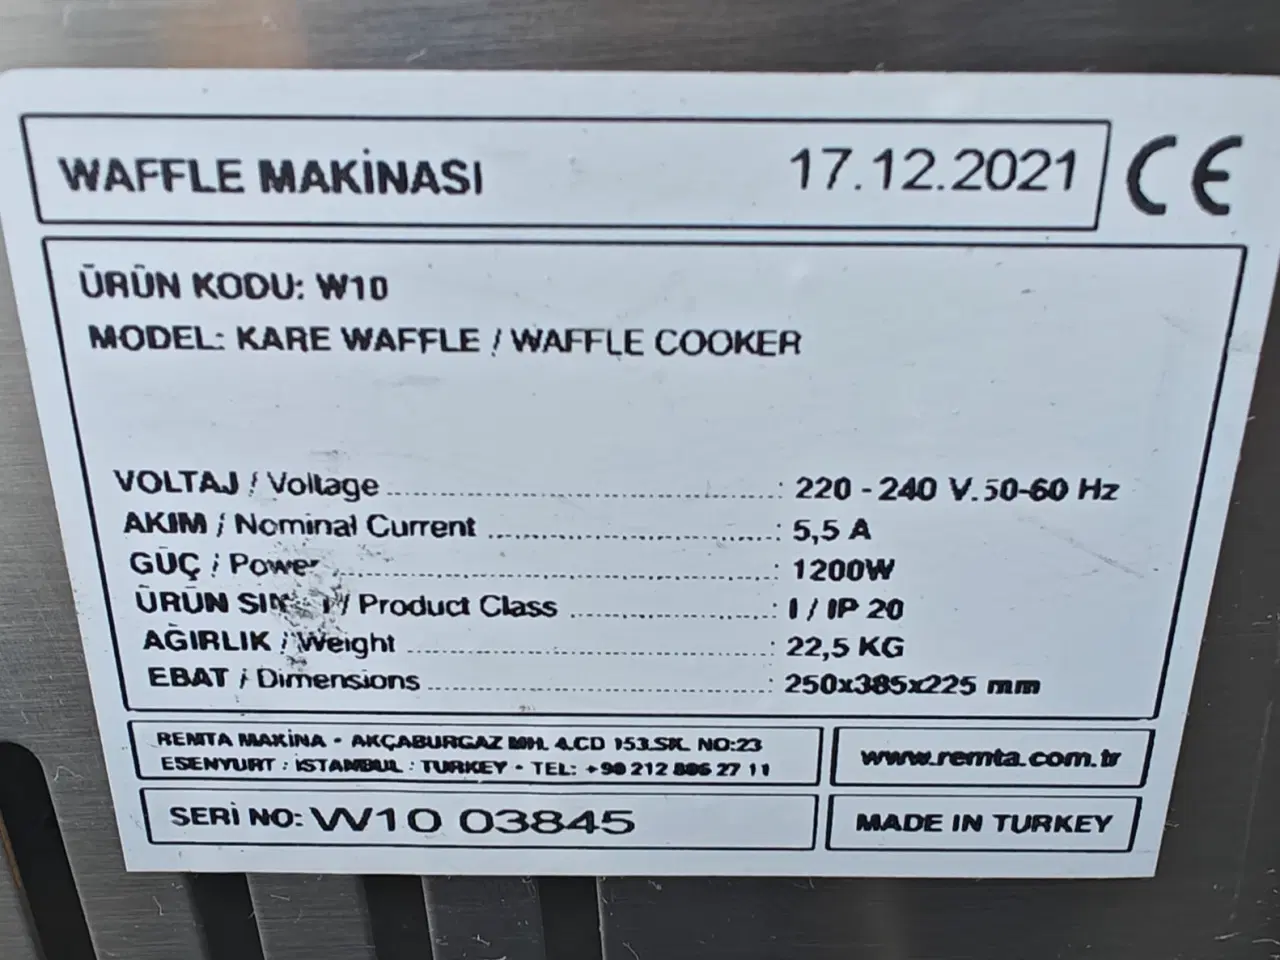 WAFFLE MAKİNASI 17.12.2021 CE
ÜRÜN KODU: W10
MODEL: KARE WAFFLE / WAFFLE COOKER
VOLTAJ / Voltage ........................................ : 220 - 240 V. 50-60 Hz
AKIM / Nominal Current ........................................ : 5,5 A
GÜÇ / Power ........................................ : 1200W
ÜRÜN / Product Class ........................................ : I / IP 20
AĞIRLIK / Weight ........................................ : 22,5 KG
EBAT / Dimensions ........................................ : 250x385x225 mm
REMTA MAKİNA - AKÇABURGAZ MH. 4.CD 153.SK. NO:23
ESENYURT / İSTANBUL / TURKEY - TEL: +90 212 886 27 11
www.remta.com.tr
SERİ NO: W10 03845
MADE IN TURKEY